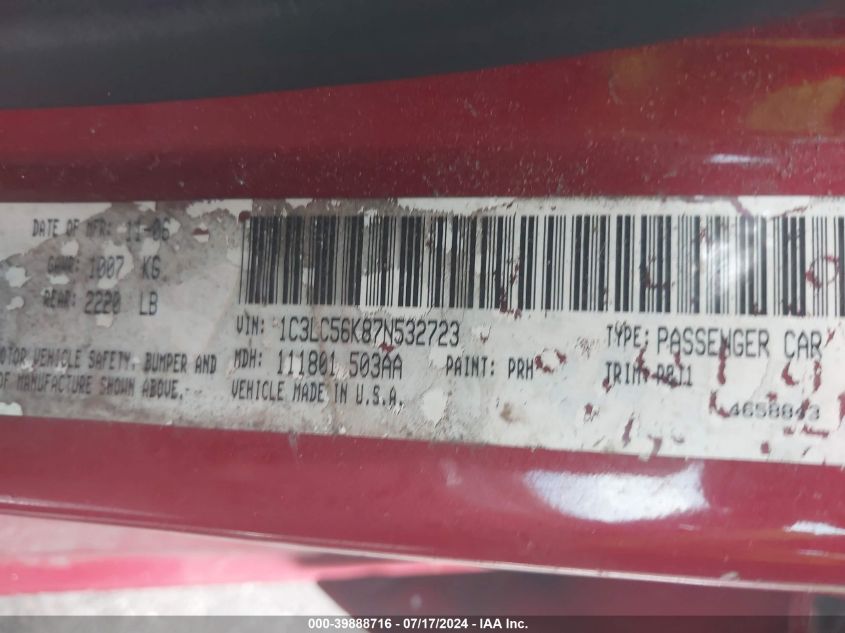 DATE OF MFR: 11-06
GAWR: 1007 KG
REAR: 2220 LB
VIN: 1C3LC56K87N532723
TYPE: PASSENGER CAR
MOTOR VEHICLE SAFETY, BUMPER AND
MDH: 111801 503AA PAINT: PRH TRIM:
OF MANUFACTURE SHOWN ABOVE.
VEHICLE MADE IN U.S.A.
4658843
000-39888716 - 07/17/2024 - IAA Inc.